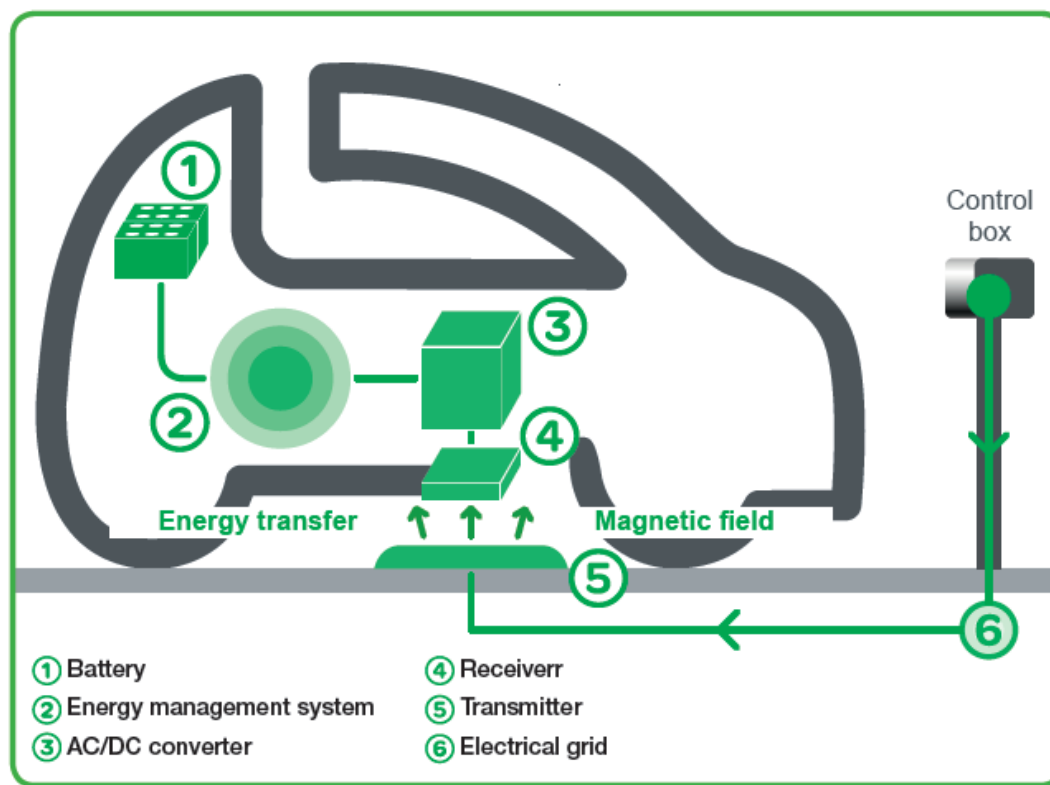 1
Control
box
3
2
4
Energy transfer
Magnetic field
5
6
1 Battery
2 Energy management system
3 AC/DC converter
4 Receiverr
5 Transmitter
6 Electrical grid